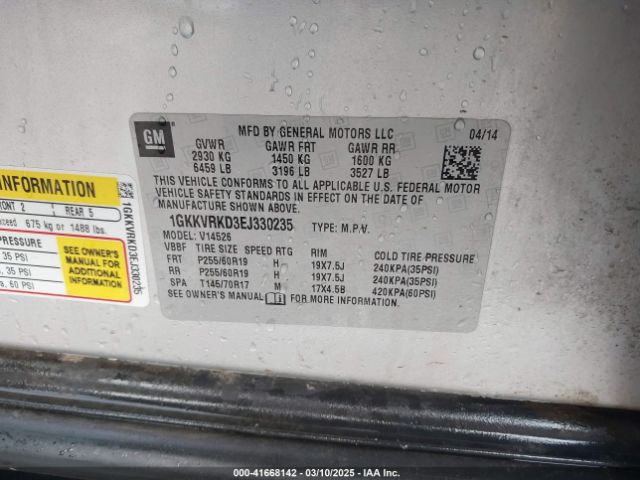 GM
MFD BY GENERAL MOTORS LLC
04/14
GVWR GAWR FRT GAWR RR
2930 KG 1450 KG 1600 KG
6459 LB 3196 LB 3527 LB
THIS VEHICLE CONFORMS TO ALL APPLICABLE U.S. FEDERAL MOTOR
VEHICLE SAFETY STANDARDS IN EFFECT ON THE DATE OF
MANUFACTURE SHOWN ABOVE.
1GKKVRKD3EJ330235 TYPE: M.P.V.
MODEL: V14526
VBBF TIRE SIZE SPEED RTG RIM COLD TIRE PRESSURE
FRT P255/60R19 H 19X7.5J 240KPA(35PSI)
RR P255/60R19 H 19X7.5J 240KPA(35PSI)
SPA T145/70R17 M 17X4.5B 420KPA(60PSI)
SEE OWNER'S MANUAL FOR MORE INFORMATION
INFORMATION
FRONT 2 REAR 5
exceed 675 kg or 1488 lbs.
PRESSURE
35 PSI
35 PSI
60 PSI
SEE OWNER'S
MANUAL FOR
ADDITIONAL
INFORMATION
1GKKVRKD3EJ330235
000-41668142 - 03/10/2025 - IAAI.COM